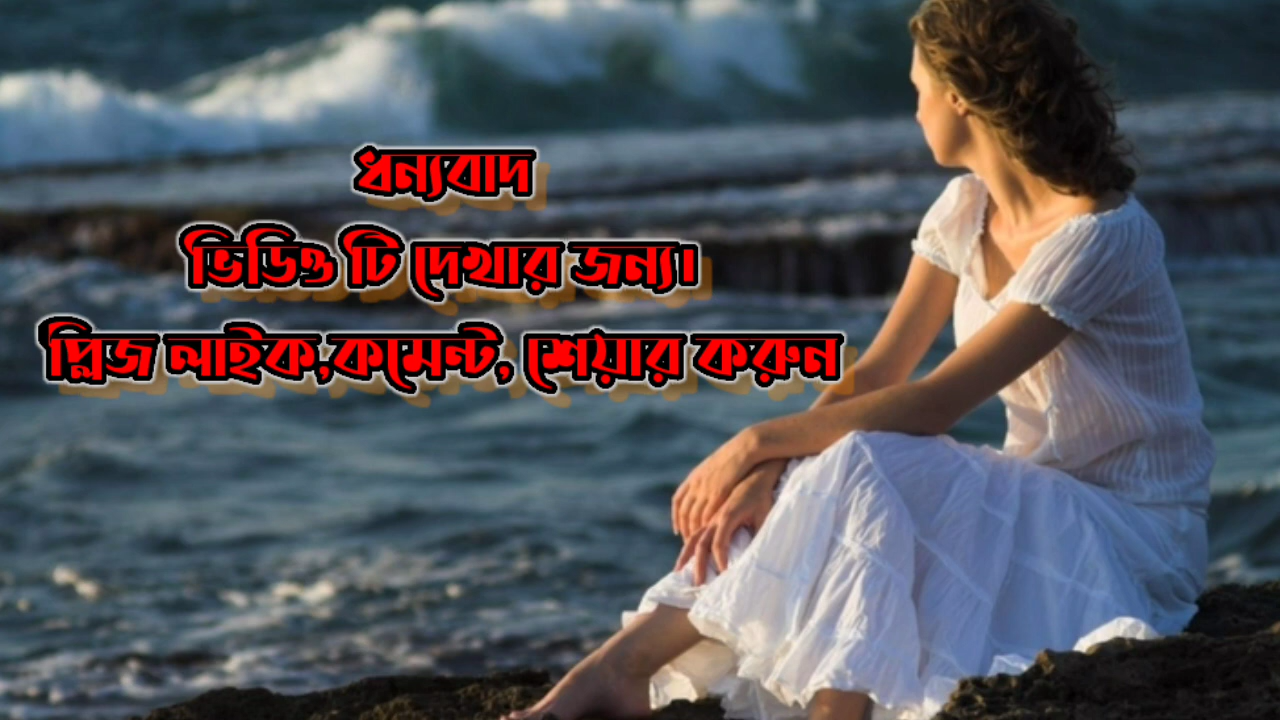 ধন্যবাদ
ভিডিও টি দেখার জন্য।
প্লিজ লাইক,কমেন্ট, শেয়ার করুন